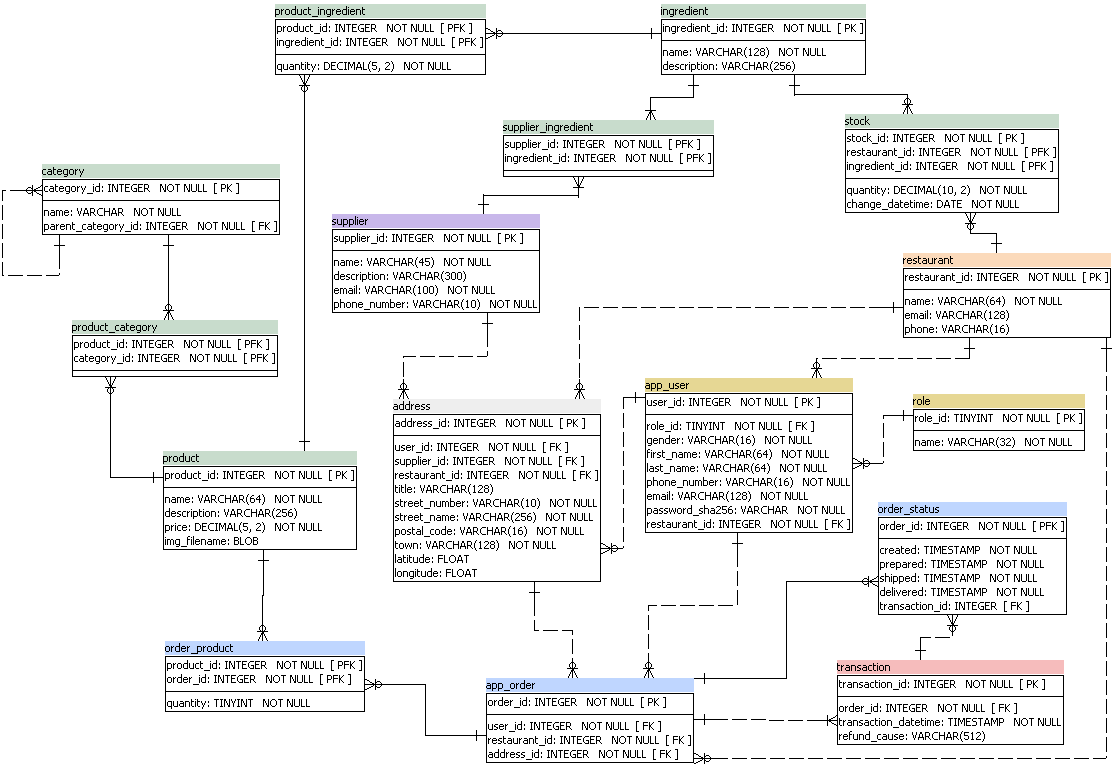 product_ingredient
product_id: INTEGER NOT NULL [ PFK ]
ingredient_id: INTEGER NOT NULL [ PFK ]
quantity: DECIMAL(5, 2) NOT NULL
ingredient
ingredient_id: INTEGER NOT NULL [ PK ]
name: VARCHAR(128) NOT NULL
description: VARCHAR(256)
supplier_ingredient
supplier_id: INTEGER NOT NULL [ PFK ]
ingredient_id: INTEGER NOT NULL [ PFK ]
stock
stock_id: INTEGER NOT NULL [ PK ]
restaurant_id: INTEGER NOT NULL [ PFK ]
ingredient_id: INTEGER NOT NULL [ PFK ]
quantity: DECIMAL(10, 2) NOT NULL
change_datetime: DATE NOT NULL
category
category_id: INTEGER NOT NULL [ PK ]
name: VARCHAR NOT NULL
parent_category_id: INTEGER NOT NULL [ FK ]
supplier
supplier_id: INTEGER NOT NULL [ PK ]
name: VARCHAR(45) NOT NULL
description: VARCHAR(300)
email: VARCHAR(100) NOT NULL
phone_number: VARCHAR(10) NOT NULL
restaurant
restaurant_id: INTEGER NOT NULL [ PK ]
name: VARCHAR(64) NOT NULL
email: VARCHAR(128)
phone: VARCHAR(16)
product_category
product_id: INTEGER NOT NULL [ PFK ]
category_id: INTEGER NOT NULL [ PFK ]
address
address_id: INTEGER NOT NULL [ PK ]
user_id: INTEGER NOT NULL [ FK ]
supplier_id: INTEGER NOT NULL [ FK ]
restaurant_id: INTEGER NOT NULL [ FK ]
title: VARCHAR(128)
street_number: VARCHAR(10) NOT NULL
street_name: VARCHAR(256) NOT NULL
postal_code: VARCHAR(16) NOT NULL
town: VARCHAR(128) NOT NULL
latitude: FLOAT
longitude: FLOAT
app_user
user_id: INTEGER NOT NULL [ PK ]
role_id: TINYINT NOT NULL [ FK ]
gender: VARCHAR(16) NOT NULL
first_name: VARCHAR(64) NOT NULL
last_name: VARCHAR(64) NOT NULL
phone_number: VARCHAR(16) NOT NULL
email: VARCHAR(128) NOT NULL
password_sha256: VARCHAR NOT NULL
restaurant_id: INTEGER NOT NULL [ FK ]
role
role_id: TINYINT NOT NULL [ PK ]
name: VARCHAR(32) NOT NULL
product
product_id: INTEGER NOT NULL [ PK ]
name: VARCHAR(64) NOT NULL
description: VARCHAR(256)
price: DECIMAL(5, 2) NOT NULL
img_filename: BLOB
order_status
order_id: INTEGER NOT NULL [ PFK ]
created: TIMESTAMP NOT NULL
prepared: TIMESTAMP NOT NULL
shipped: TIMESTAMP NOT NULL
delivered: TIMESTAMP NOT NULL
transaction_id: INTEGER [ FK ]
order_product
product_id: INTEGER NOT NULL [ PFK ]
order_id: INTEGER NOT NULL [ PFK ]
quantity: TINYINT NOT NULL
app_order
order_id: INTEGER NOT NULL [ PK ]
user_id: INTEGER NOT NULL [ FK ]
restaurant_id: INTEGER NOT NULL [ FK ]
address_id: INTEGER NOT NULL [ FK ]
transaction
transaction_id: INTEGER NOT NULL [ PK ]
order_id: INTEGER NOT NULL [ FK ]
transaction_datetime: TIMESTAMP NOT NULL
refund_cause: VARCHAR(512)